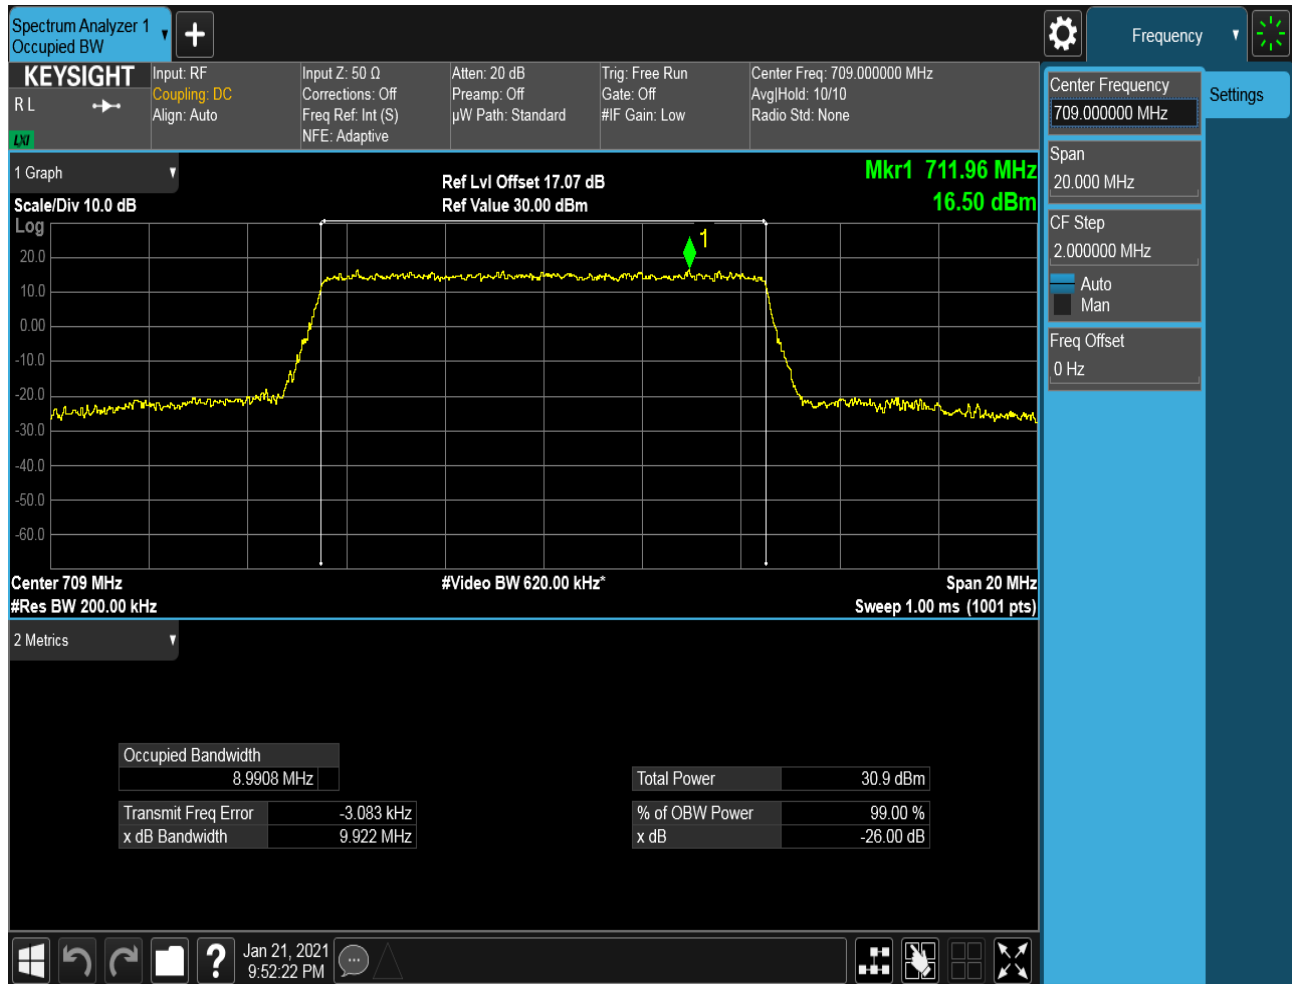 Spectrum Analyzer 1
Occupied BW
Frequency
KEYSIGHT
R L
LXI
Input: RF
Coupling: DC
Align: Auto
Input Z: 50 Ω
Corrections: Off
Freq Ref: Int (S)
NFE: Adaptive
Atten: 20 dB
Preamp: Off
µW Path: Standard
Trig: Free Run
Gate: Off
#IF Gain: Low
Center Freq: 709.000000 MHz
Avg|Hold: 10/10
Radio Std: None
Center Frequency
709.000000 MHz
Settings
Span
20.000 MHz
CF Step
2.000000 MHz
Auto
Man
Freq Offset
0 Hz
1 Graph
Scale/Div 10.0 dB
Ref Lvl Offset 17.07 dB
Ref Value 30.00 dBm
Mkr1 711.96 MHz
16.50 dBm
Log
1
20.0
10.0
0.00
-10.0
-20.0
-30.0
-40.0
-50.0
-60.0
Center 709 MHz
#Video BW 620.00 kHz*
Span 20 MHz
#Res BW 200.00 kHz
Sweep 1.00 ms (1001 pts)
2 Metrics
Occupied Bandwidth
8.9908 MHz
Total Power 30.9 dBm
Transmit Freq Error -3.083 kHz
% of OBW Power 99.00 %
x dB Bandwidth 9.922 MHz
x dB -26.00 dB
?
Jan 21, 2021
9:52:22 PM